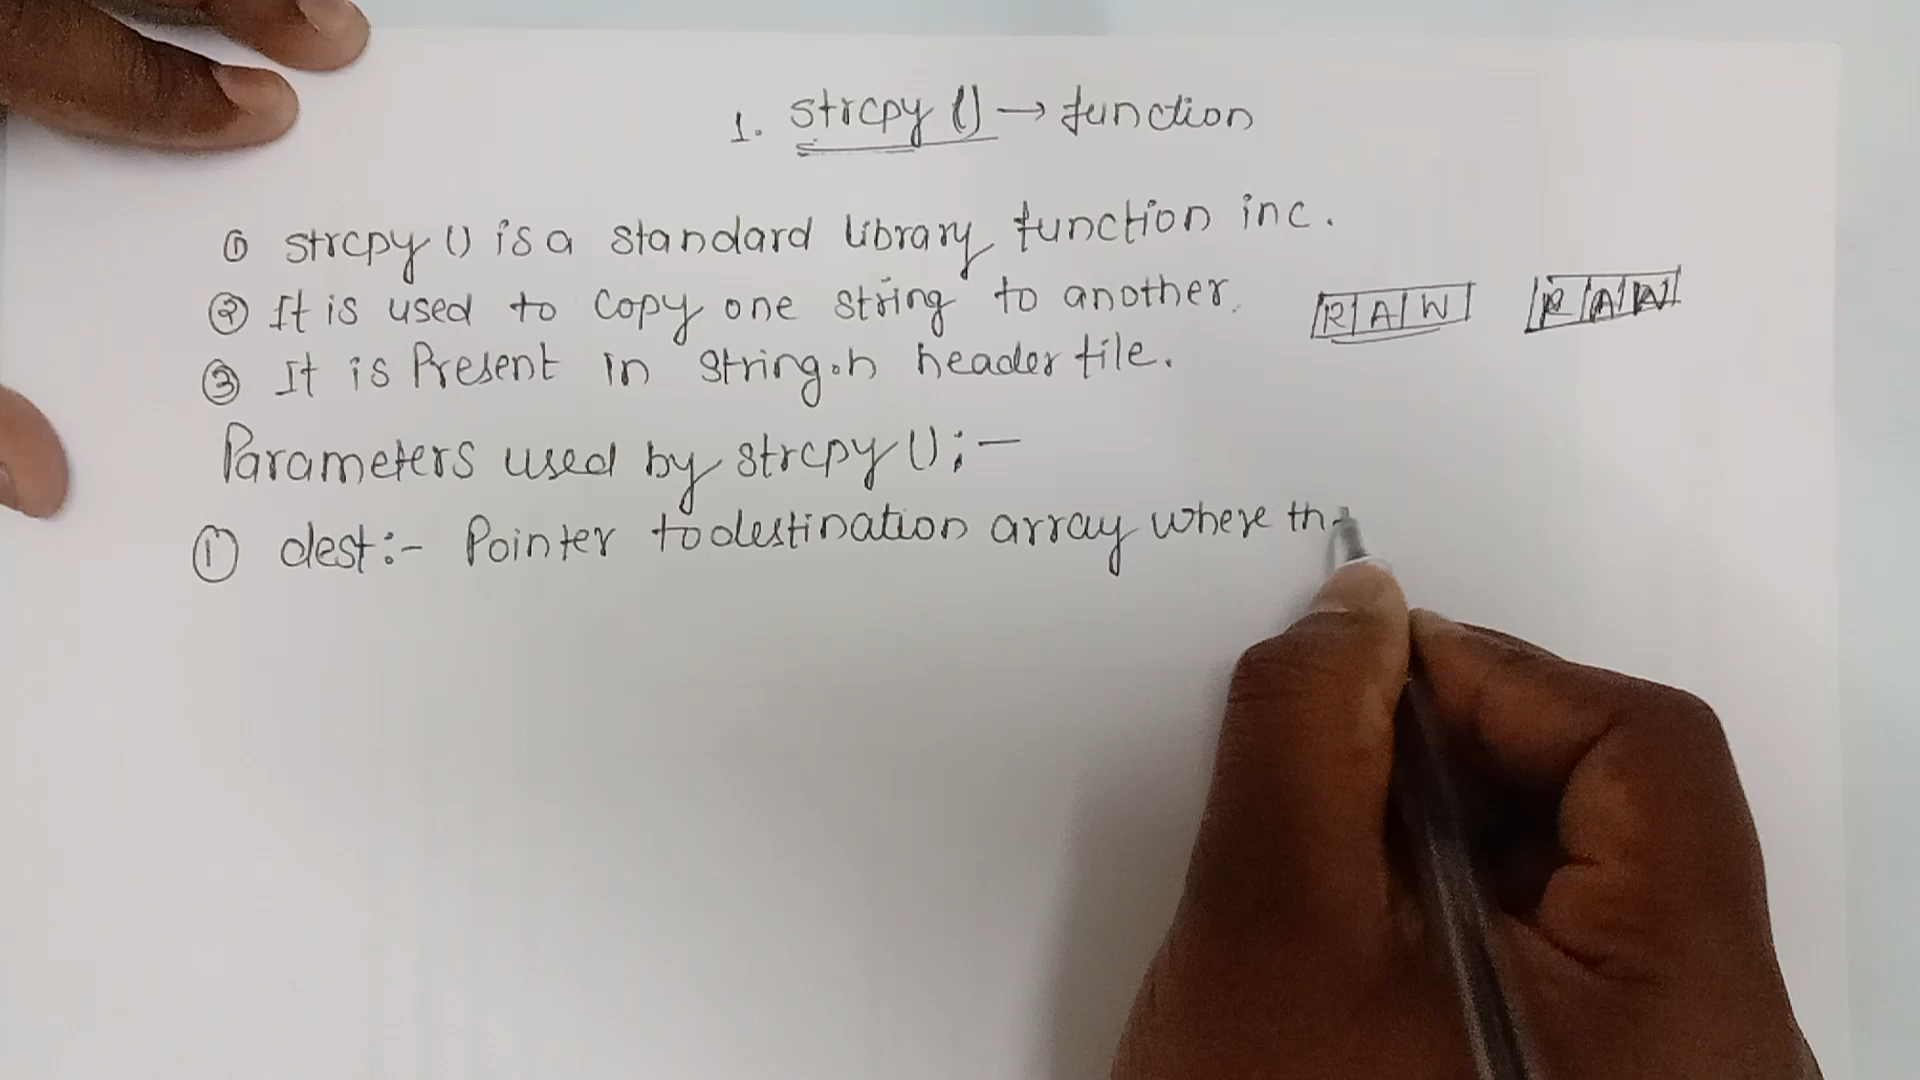 1. strcpy () → function
① strcpy () is a standard library function inc.
② It is used to copy one string to another. R A W R A W
③ It is Present in string.h header file.
Parameters used by strcpy ();-
① dest:- Pointer to destination array where th